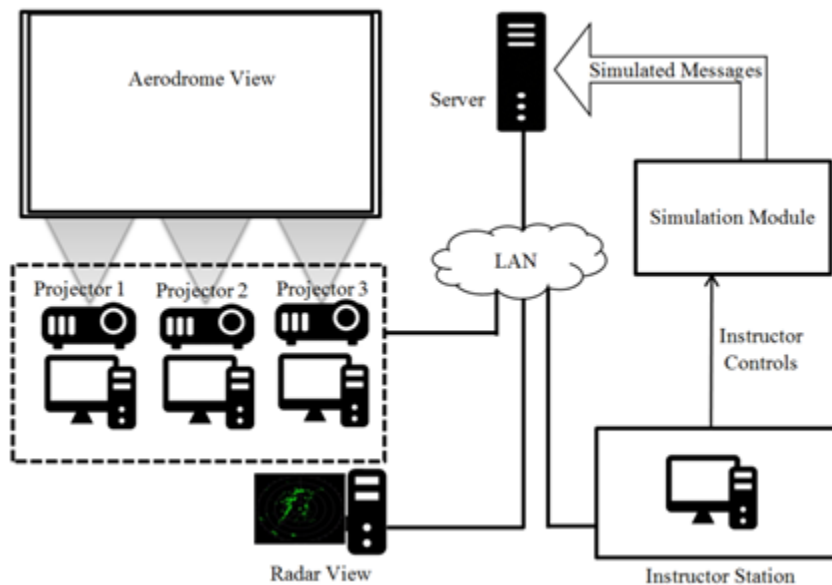 Aerodrome View
Server
Simulated Messages
Simulation Module
LAN
Projector 1
Projector 2
Projector 3
Instructor
Controls
Radar View
Instructor Station